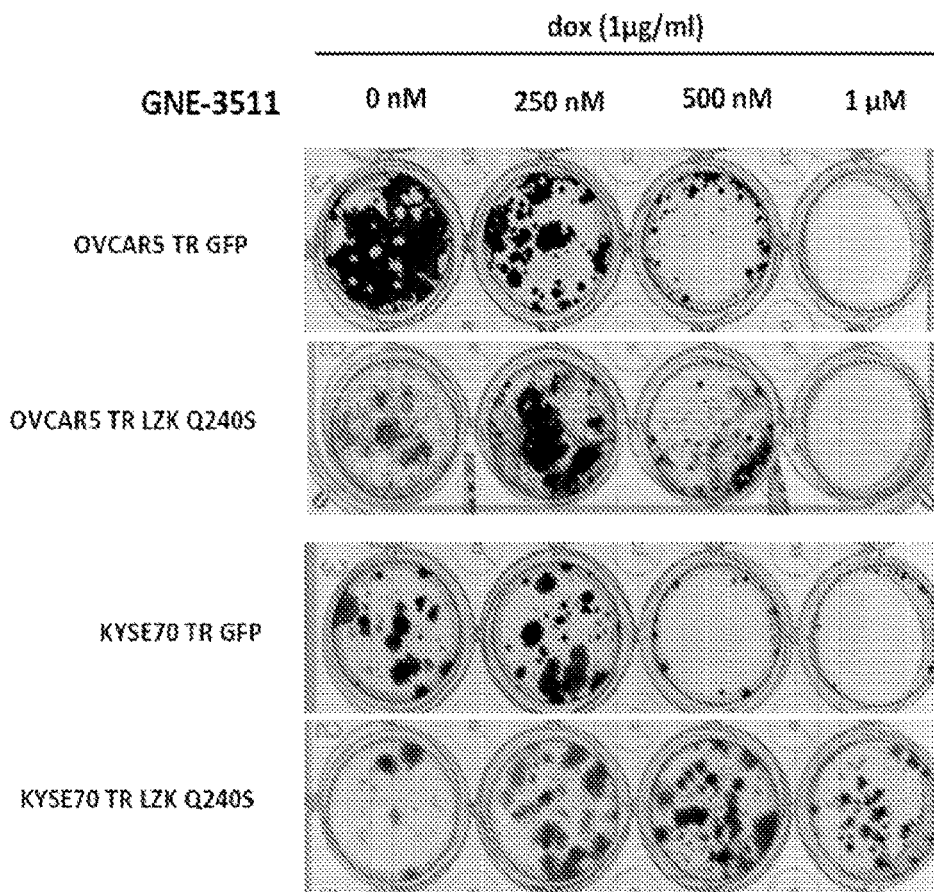 dox (1µg/ml)
GNE-3511 0 nM 250 nM 500 nM 1 µM
OVCAR5 TR GFP
OVCAR5 TR LZK Q240S
KYSE70 TR GFP
KYSE70 TR LZK Q240S